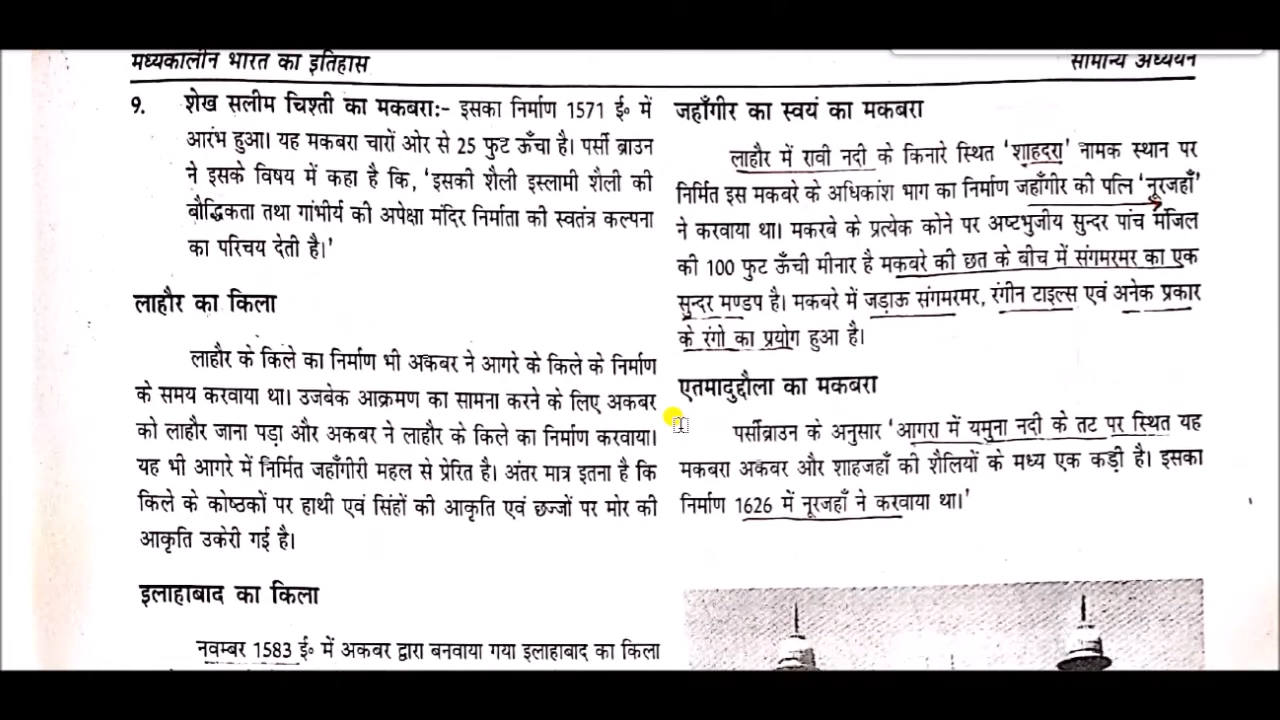 मध्यकालीन भारत का इतिहास
सामान्य अध्ययन
9. शेख सलीम चिश्ती का मकबराः- इसका निर्माण 1571 ई॰ में
आरंभ हुआ। यह मकबरा चारों ओर से 25 फुट ऊँचा है। पर्सी ब्राउन
ने इसके विषय में कहा है कि, 'इसकी शैली इस्लामी शैली की
बौद्धिकता तथा गांभीर्य की अपेक्षा मंदिर निर्माता की स्वतंत्र कल्पना
का परिचय देती है।'
लाहौर का किला
लाहौर के किले का निर्माण भी अकबर ने आगरे के किले के निर्माण
के समय करवाया था। उजबेक आक्रमण का सामना करने के लिए अकबर
को लाहौर जाना पड़ा और अकबर ने लाहौर के किले का निर्माण करवाया।
यह भी आगरे में निर्मित जहाँगीरी महल से प्रेरित है। अंतर मात्र इतना है कि
किले के कोष्ठकों पर हाथी एवं सिंहों की आकृति एवं छज्जों पर मोर की
आकृति उकेरी गई है।
इलाहाबाद का किला
नवम्बर 1583 ई॰ में अकबर द्वारा बनवाया गया इलाहाबाद का किला
जहाँगीर का स्वयं का मकबरा
लाहौर में रावी नदी के किनारे स्थित 'शाहदरा' नामक स्थान पर
निर्मित इस मकबरे के अधिकांश भाग का निर्माण जहाँगीर की पत्नि 'नूरजहाँ'
ने करवाया था। मकरबे के प्रत्येक कोने पर अष्टभुजीय सुन्दर पांच मंजिल
की 100 फुट ऊँची मीनार है मकबरे की छत के बीच में संगमरमर का एक
सुन्दर मण्डप है। मकबरे में जड़ाऊ संगमरमर, रंगीन टाइल्स एवं अनेक प्रकार
के रंगो का प्रयोग हुआ है।
एतमादुद्दौला का मकबरा
पर्सीब्राउन के अनुसार 'आगरा में यमुना नदी के तट पर स्थित यह
मकबरा अकबर और शाहजहाँ की शैलियों के मध्य एक कड़ी है। इसका
निर्माण 1626 में नूरजहाँ ने करवाया था।'